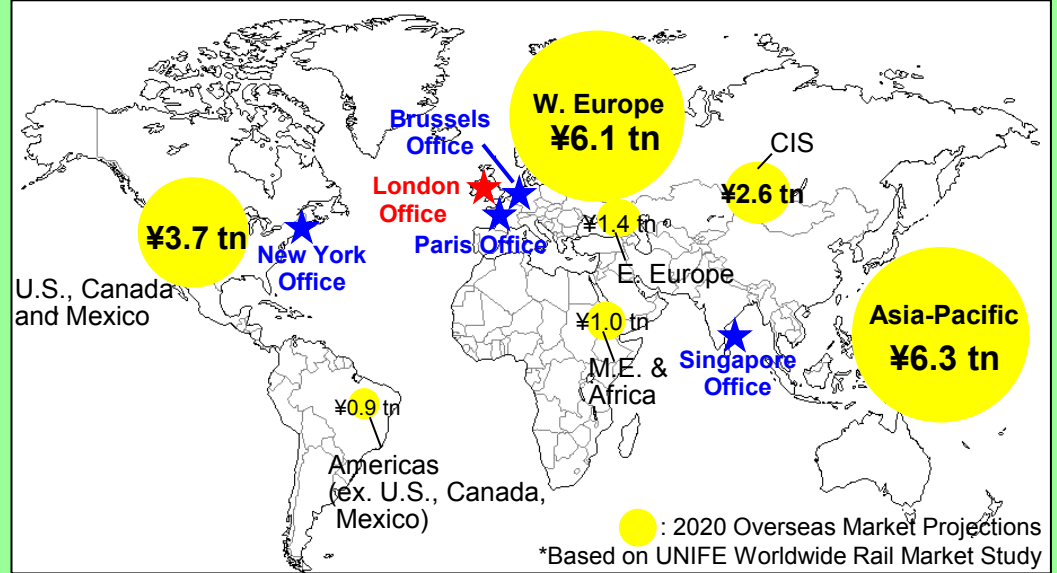 W. Europe
¥6.1 tn
Brussels
Office
CIS
¥2.6 tn
London
Office
¥3.7 tn
New York
Office
Paris Office
¥1.4 tn
E. Europe
U.S., Canada
and Mexico
¥1.0 tn
M.E. &
Africa
Singapore
Office
Asia-Pacific
¥6.3 tn
¥0.9 tn
Americas
(ex. U.S., Canada,
Mexico)
: 2020 Overseas Market Projections
*Based on UNIFE Worldwide Rail Market Study